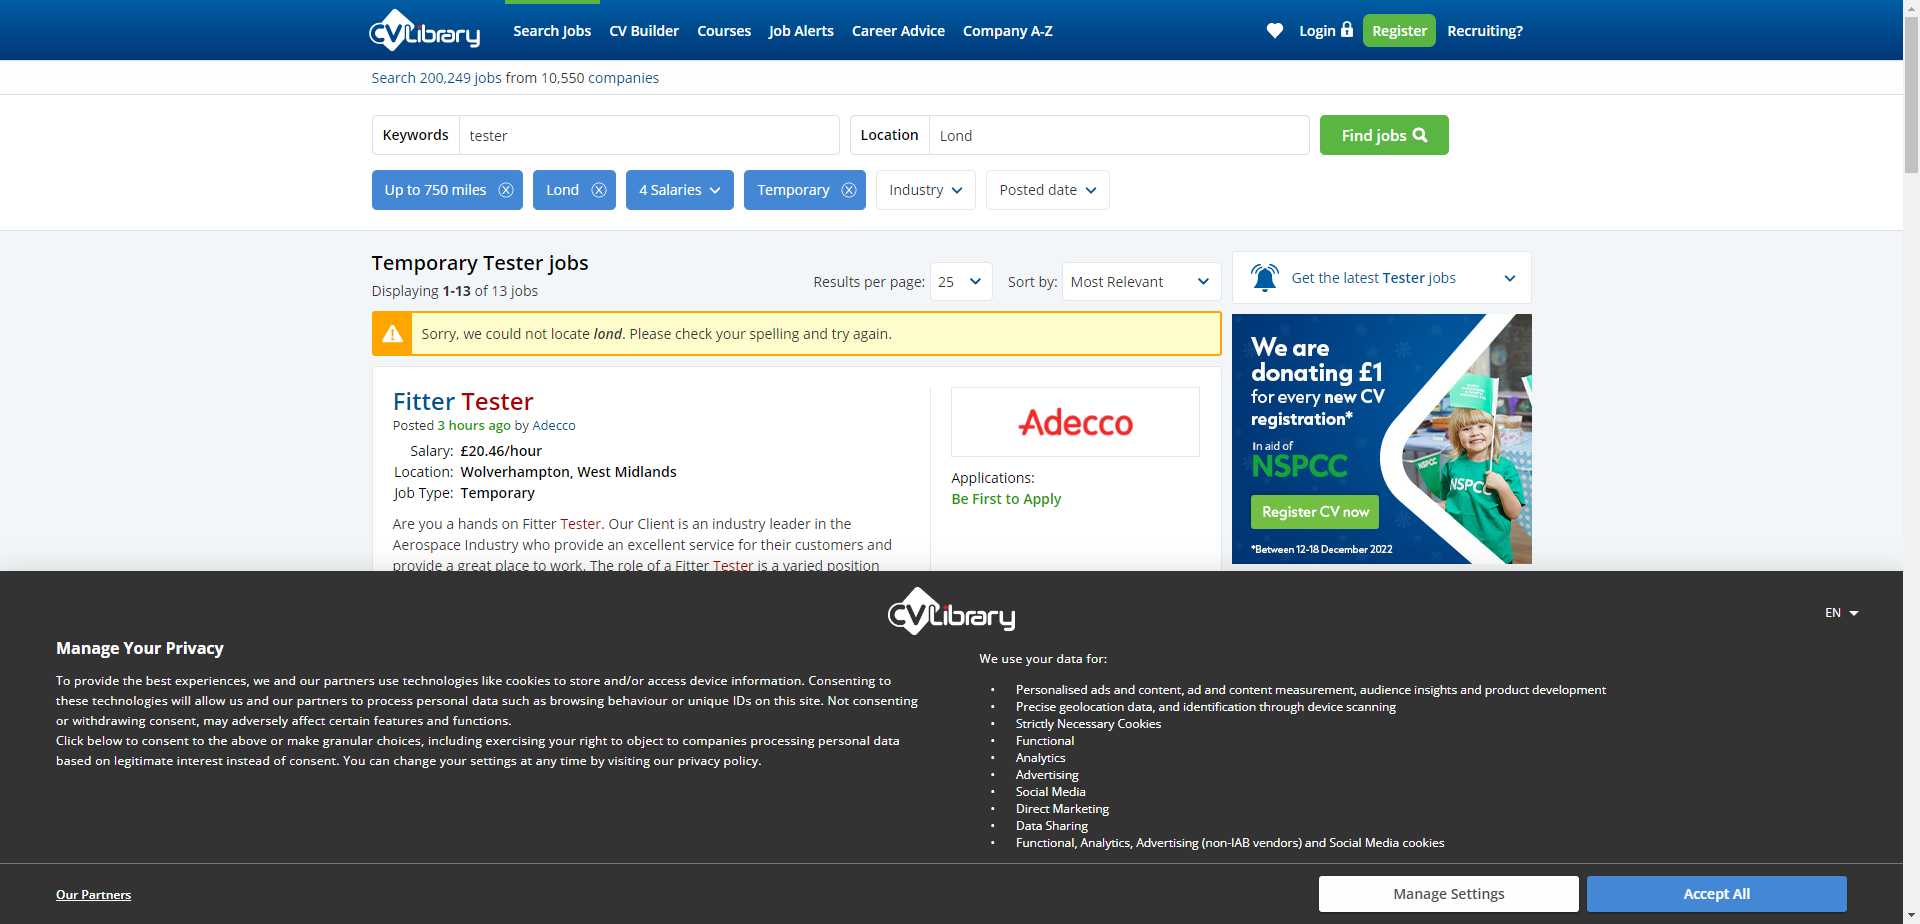 CVLibrary
Search Jobs CV Builder Courses Job Alerts Career Advice Company A-Z Login Register Recruiting?
Search 200,249 jobs from 10,550 companies
Keywords tester Location Lond Find jobs
Up to 750 miles Lond 4 Salaries Temporary Industry Posted date
Temporary Tester jobs
Displaying 1-13 of 13 jobs
Results per page: 25 Sort by: Most Relevant
Get the latest Tester jobs
Sorry, we could not locate lond. Please check your spelling and try again.
Fitter Tester
Posted 3 hours ago by Adecco
Salary: £20.46/hour
Location: Wolverhampton, West Midlands
Job Type: Temporary
Are you a hands on Fitter Tester. Our Client is an industry leader in the
Aerospace Industry who provide an excellent service for their customers and
provide a great place to work. The role of a Fitter Tester is a varied position
Adecco
Applications:
Be First to Apply
We are
donating £1
for every new CV
registration*
In aid of
NSPCC
Register CV now
*Between 12-18 December 2022
NSPCC
NSPCC
CVLibrary
EN
Manage Your Privacy
To provide the best experiences, we and our partners use technologies like cookies to store and/or access device information. Consenting to
these technologies will allow us and our partners to process personal data such as browsing behaviour or unique IDs on this site. Not consenting
or withdrawing consent, may adversely affect certain features and functions.
Click below to consent to the above or make granular choices, including exercising your right to object to companies processing personal data
based on legitimate interest instead of consent. You can change your settings at any time by visiting our privacy policy.
We use your data for:
• Personalised ads and content, ad and content measurement, audience insights and product development
• Precise geolocation data, and identification through device scanning
• Strictly Necessary Cookies
• Functional
• Analytics
• Advertising
• Social Media
• Direct Marketing
• Data Sharing
• Functional, Analytics, Advertising (non-IAB vendors) and Social Media cookies
Our Partners
Manage Settings
Accept All